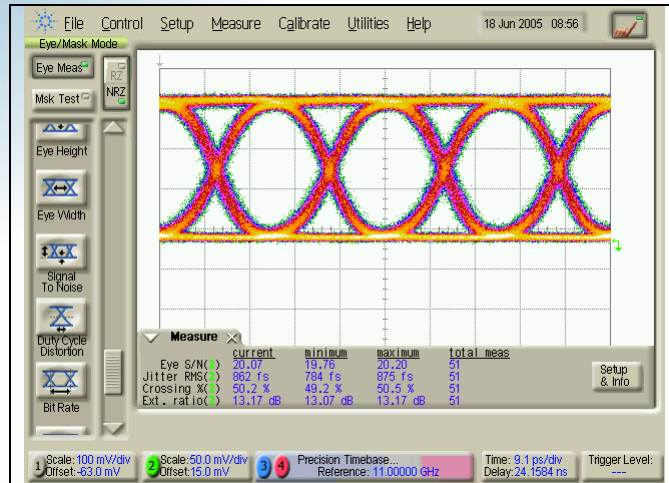 File Control Setup Measure Calibrate Utilities Help 18 Jun 2005 08:56
Eye/Mask Mode
Eye Meas
RZ
NRZ
Msk Test
Eye Height
Eye Width
Signal
To Noise
Duty Cycle
Distortion
Bit Rate
Measure
current minimum maximum total meas
Eye S/N(2) 20.07 19.76 20.20 51
Jitter RMS(2) 862 fs 784 fs 875 fs 51
Crossing %(2) 50.2 % 49.2 % 50.5 % 51
Ext. ratio(2) 13.17 dB 13.07 dB 13.17 dB 51
Setup
& Info
1 Scale:100 mV/div
Offset:-63.0 mV
2 Scale:50.0 mV/div
Offset:15.0 mV
3 4 Precision Timebase...
Reference: 11.00000 GHz
Time: 9.1 ps/div
Delay:24.1584 ns
Trigger Level:
---